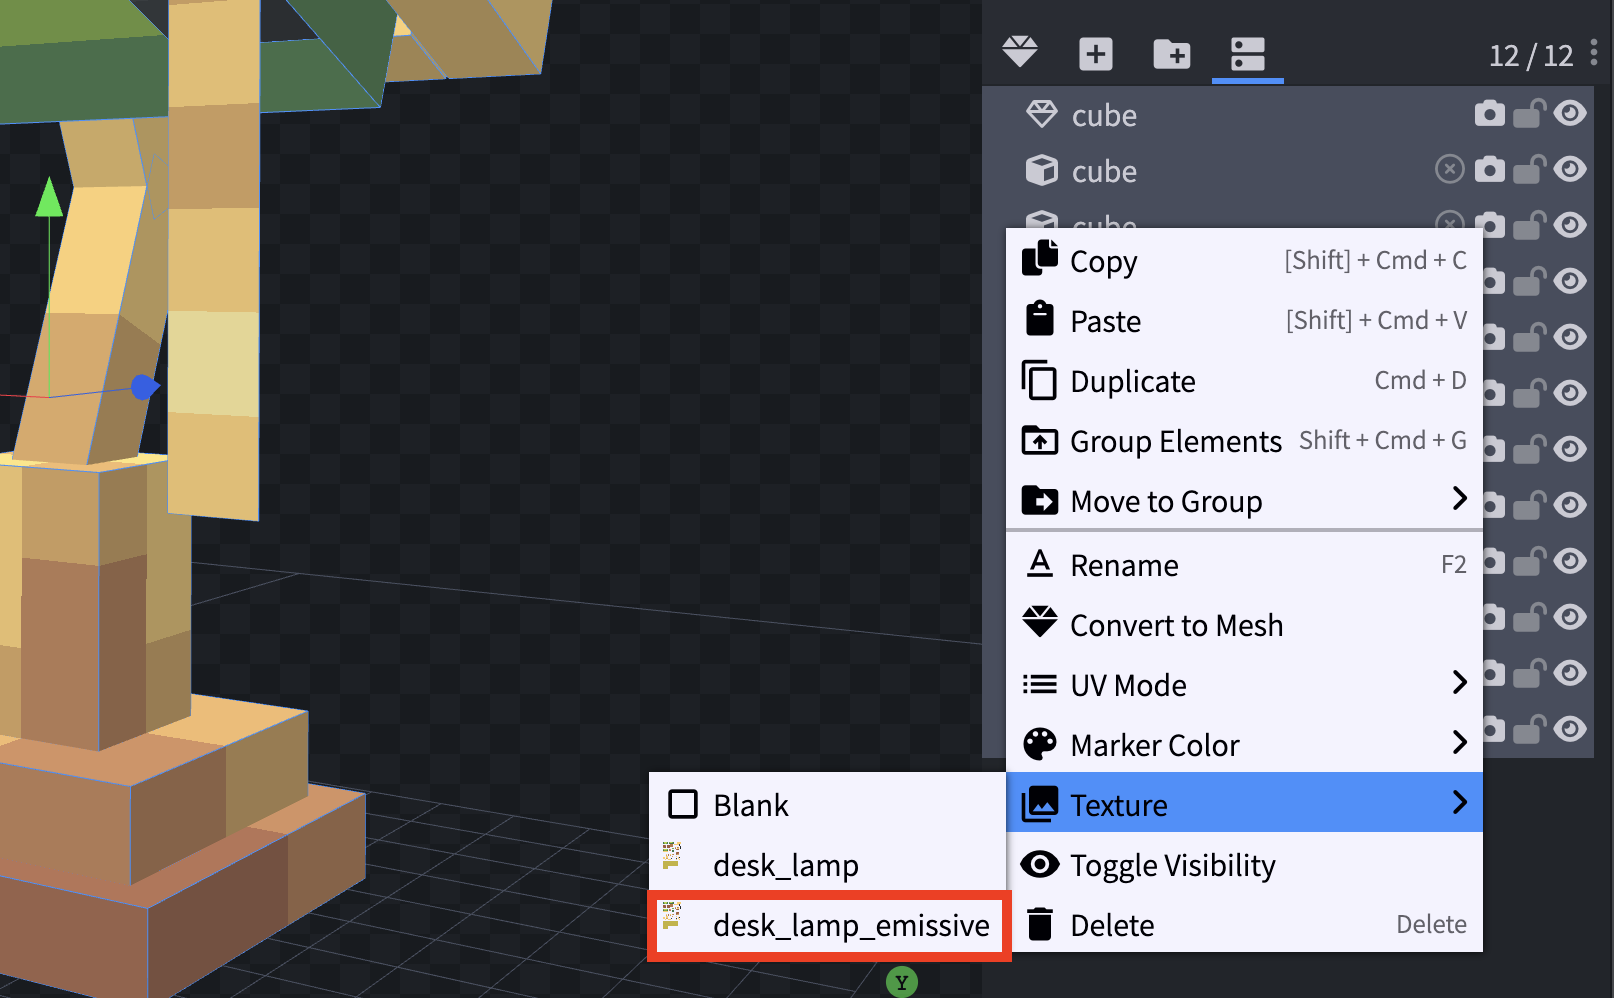 12 / 12
cube
cube
cube
Copy [Shift] + Cmd + C
Paste [Shift] + Cmd + V
Duplicate Cmd + D
Group Elements Shift + Cmd + G
Move to Group
Rename F2
Convert to Mesh
UV Mode
Marker Color
Texture
Toggle Visibility
Delete Delete
Blank
desk_lamp
desk_lamp_emissive
Y